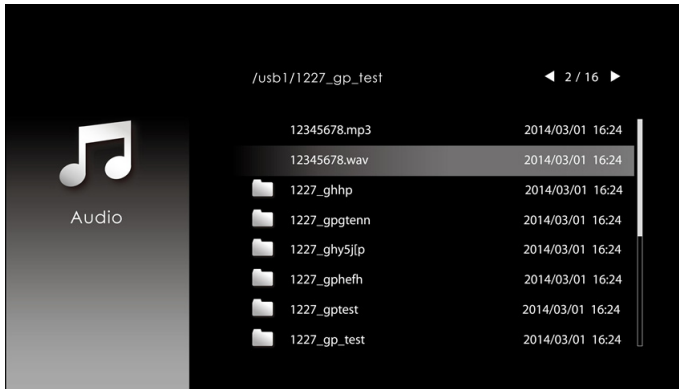 /usb1/1227_gp_test ◀ 2 / 16 ▶
12345678.mp3 2014/03/01 16:24
12345678.wav 2014/03/01 16:24
1227_ghhp 2014/03/01 16:24
Audio
1227_gpgtenn 2014/03/01 16:24
1227_ghy5j[p 2014/03/01 16:24
1227_gphefh 2014/03/01 16:24
1227_gptest 2014/03/01 16:24
1227_gp_test 2014/03/01 16:24